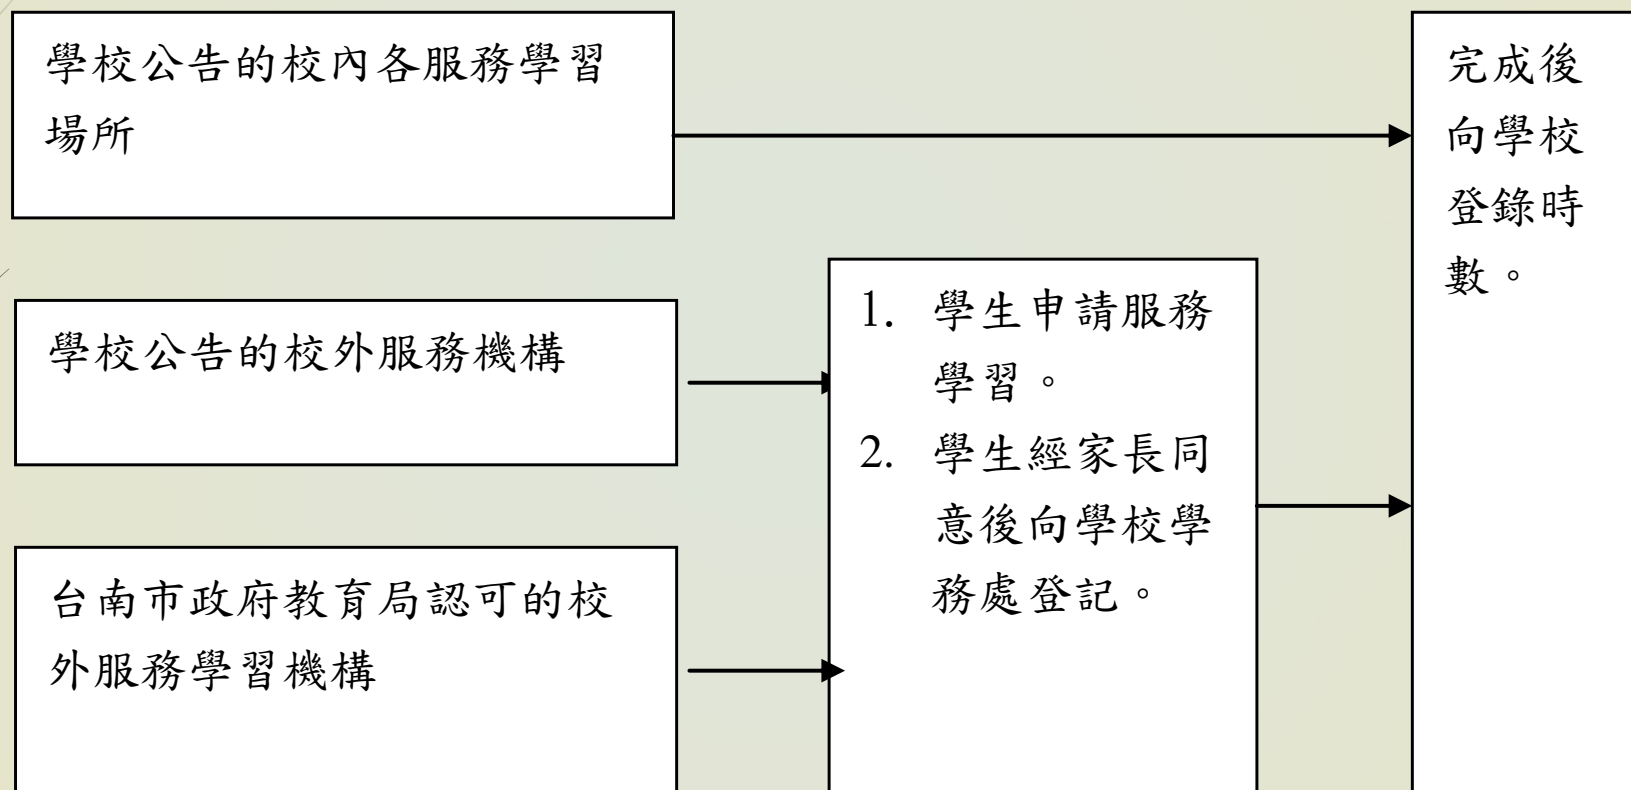 學校公告的校內各服務學習
場所
學校公告的校外服務機構
台南市政府教育局認可的校
外服務學習機構
1. 學生申請服務
學習。
2. 學生經家長同
意後向學校學
務處登記。
完成後
向學校
登錄時
數。